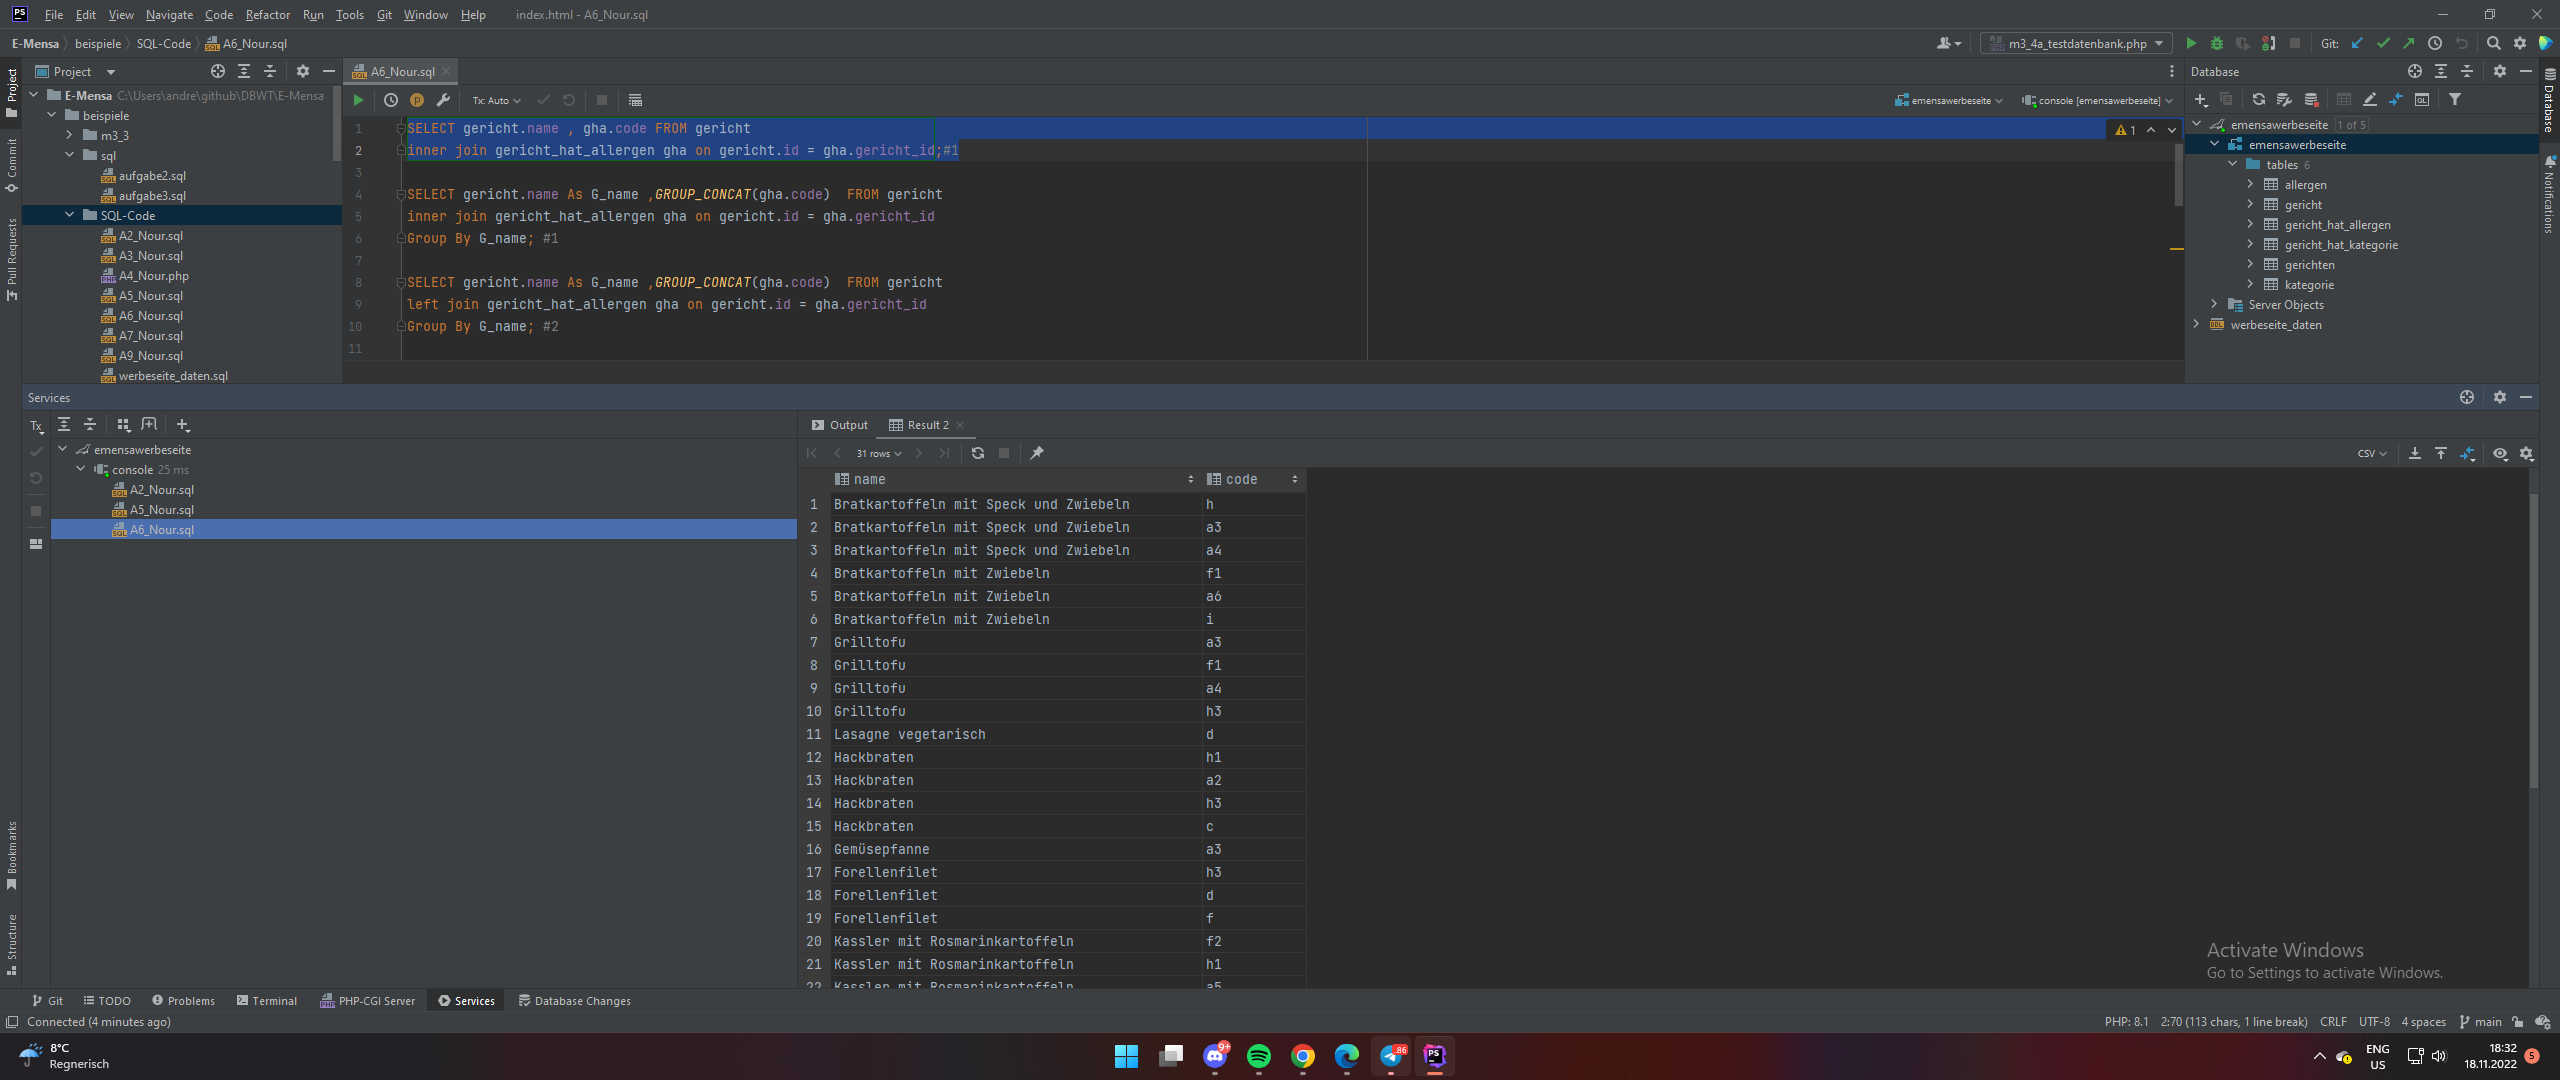 PS File Edit View Navigate Code Refactor Run Tools Git Window Help index.html - A6_Nour.sql
E-Mensa beispiele SQL-Code A6_Nour.sql m3_4a_testdatenbank.php Git:
Project A6_Nour.sql Database
E-Mensa C:\Users\andre\github\DBWT\E-Mensa
beispiele
m3_3
sql
aufgabe2.sql
aufgabe3.sql
SQL-Code
A2_Nour.sql
A3_Nour.sql
A4_Nour.php
A5_Nour.sql
A6_Nour.sql
A7_Nour.sql
A9_Nour.sql
werbeseite_daten.sql
Tx: Auto emensawerbeseite console [emensawerbeseite]
1 SELECT gericht.name , gha.code FROM gericht
2 inner join gericht_hat_allergen gha on gericht.id = gha.gericht_id;#1
3
4 SELECT gericht.name As G_name ,GROUP_CONCAT(gha.code)  FROM gericht
5 inner join gericht_hat_allergen gha on gericht.id = gha.gericht_id
6 Group By G_name; #1
7
8 SELECT gericht.name As G_name ,GROUP_CONCAT(gha.code)  FROM gericht
9 left join gericht_hat_allergen gha on gericht.id = gha.gericht_id
10 Group By G_name; #2
11
1
emensawerbeseite 1 of 5
emensawerbeseite
tables 6
allergen
gericht
gericht_hat_allergen
gericht_hat_kategorie
gerichten
kategorie
Server Objects
werbeseite_daten
Project
Commit
Pull Requests
Bookmarks
Structure
Database
Notifications
Services
Tx
emensawerbeseite
console 25 ms
A2_Nour.sql
A5_Nour.sql
A6_Nour.sql
Output Result 2
31 rows CSV
name code
1 Bratkartoffeln mit Speck und Zwiebeln h
2 Bratkartoffeln mit Speck und Zwiebeln a3
3 Bratkartoffeln mit Speck und Zwiebeln a4
4 Bratkartoffeln mit Zwiebeln f1
5 Bratkartoffeln mit Zwiebeln a6
6 Bratkartoffeln mit Zwiebeln i
7 Grilltofu a3
8 Grilltofu f1
9 Grilltofu a4
10 Grilltofu h3
11 Lasagne vegetarisch d
12 Hackbraten h1
13 Hackbraten a2
14 Hackbraten h3
15 Hackbraten c
16 Gemüsepfanne a3
17 Forellenfilet h3
18 Forellenfilet d
19 Forellenfilet f
20 Kassler mit Rosmarinkartoffeln f2
21 Kassler mit Rosmarinkartoffeln h1
22 Kassler mit Rosmarinkartoffeln a5
Activate Windows
Go to Settings to activate Windows.
Git TODO Problems Terminal PHP-CGI Server Services Database Changes
Connected (4 minutes ago) PHP: 8.1 2:70 (113 chars, 1 line break) CRLF UTF-8 4 spaces main
8°C
Regnerisch
9+
86
PS
ENG
US
18:32
18.11.2022
5